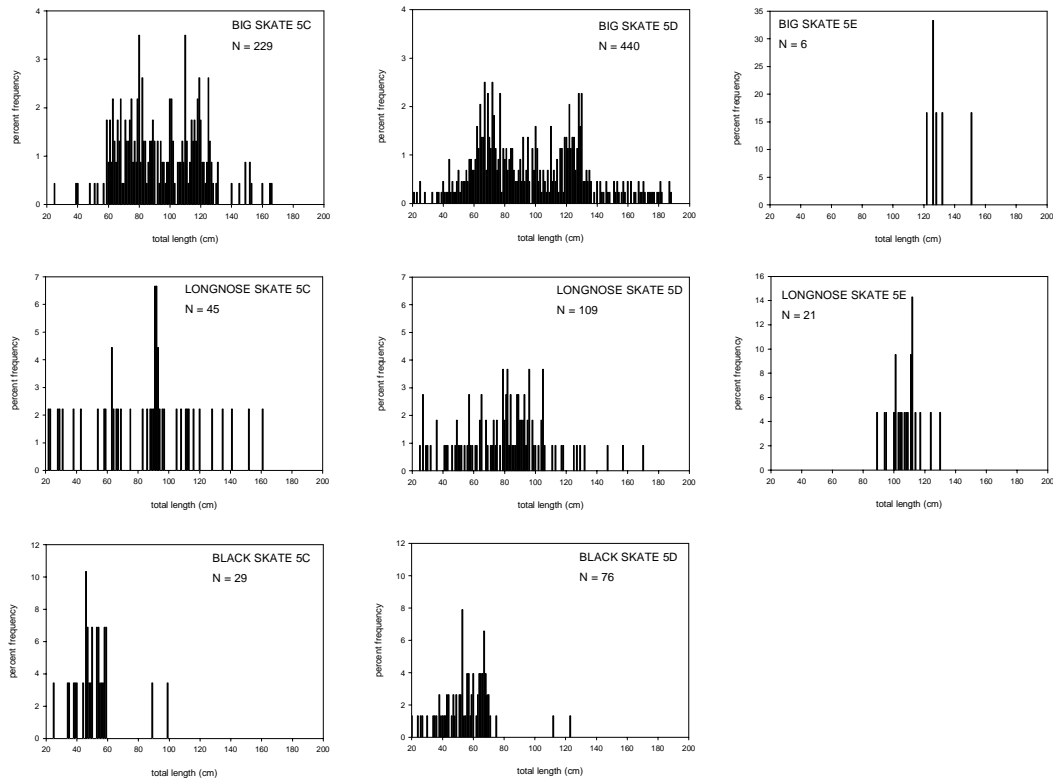 BIG SKATE 5C
N = 229
percent frequency
4
3
2
1
0
20 40 60 80 100 120 140 160 180 200
total length (cm)
BIG SKATE 5D
N = 440
percent frequency
4
3
2
1
0
20 40 60 80 100 120 140 160 180 200
total length (cm)
BIG SKATE 5E
N = 6
percent frequency
35
30
25
20
15
10
5
0
20 40 60 80 100 120 140 160 180 200
total length (cm)
LONGNOSE SKATE 5C
N = 45
percent frequency
7
6
5
4
3
2
1
0
20 40 60 80 100 120 140 160 180 200
total length (cm)
LONGNOSE SKATE 5D
N = 109
percent frequency
7
6
5
4
3
2
1
0
20 40 60 80 100 120 140 160 180 200
total length (cm)
LONGNOSE SKATE 5E
N = 21
percent frequency
16
14
12
10
8
6
4
2
0
20 40 60 80 100 120 140 160 180 200
total length (cm)
BLACK SKATE 5C
N = 29
percent frequency
12
10
8
6
4
2
0
20 40 60 80 100 120 140 160 180 200
total length (cm)
BLACK SKATE 5D
N = 76
percent frequency
12
10
8
6
4
2
0
20 40 60 80 100 120 140 160 180 200
total length (cm)